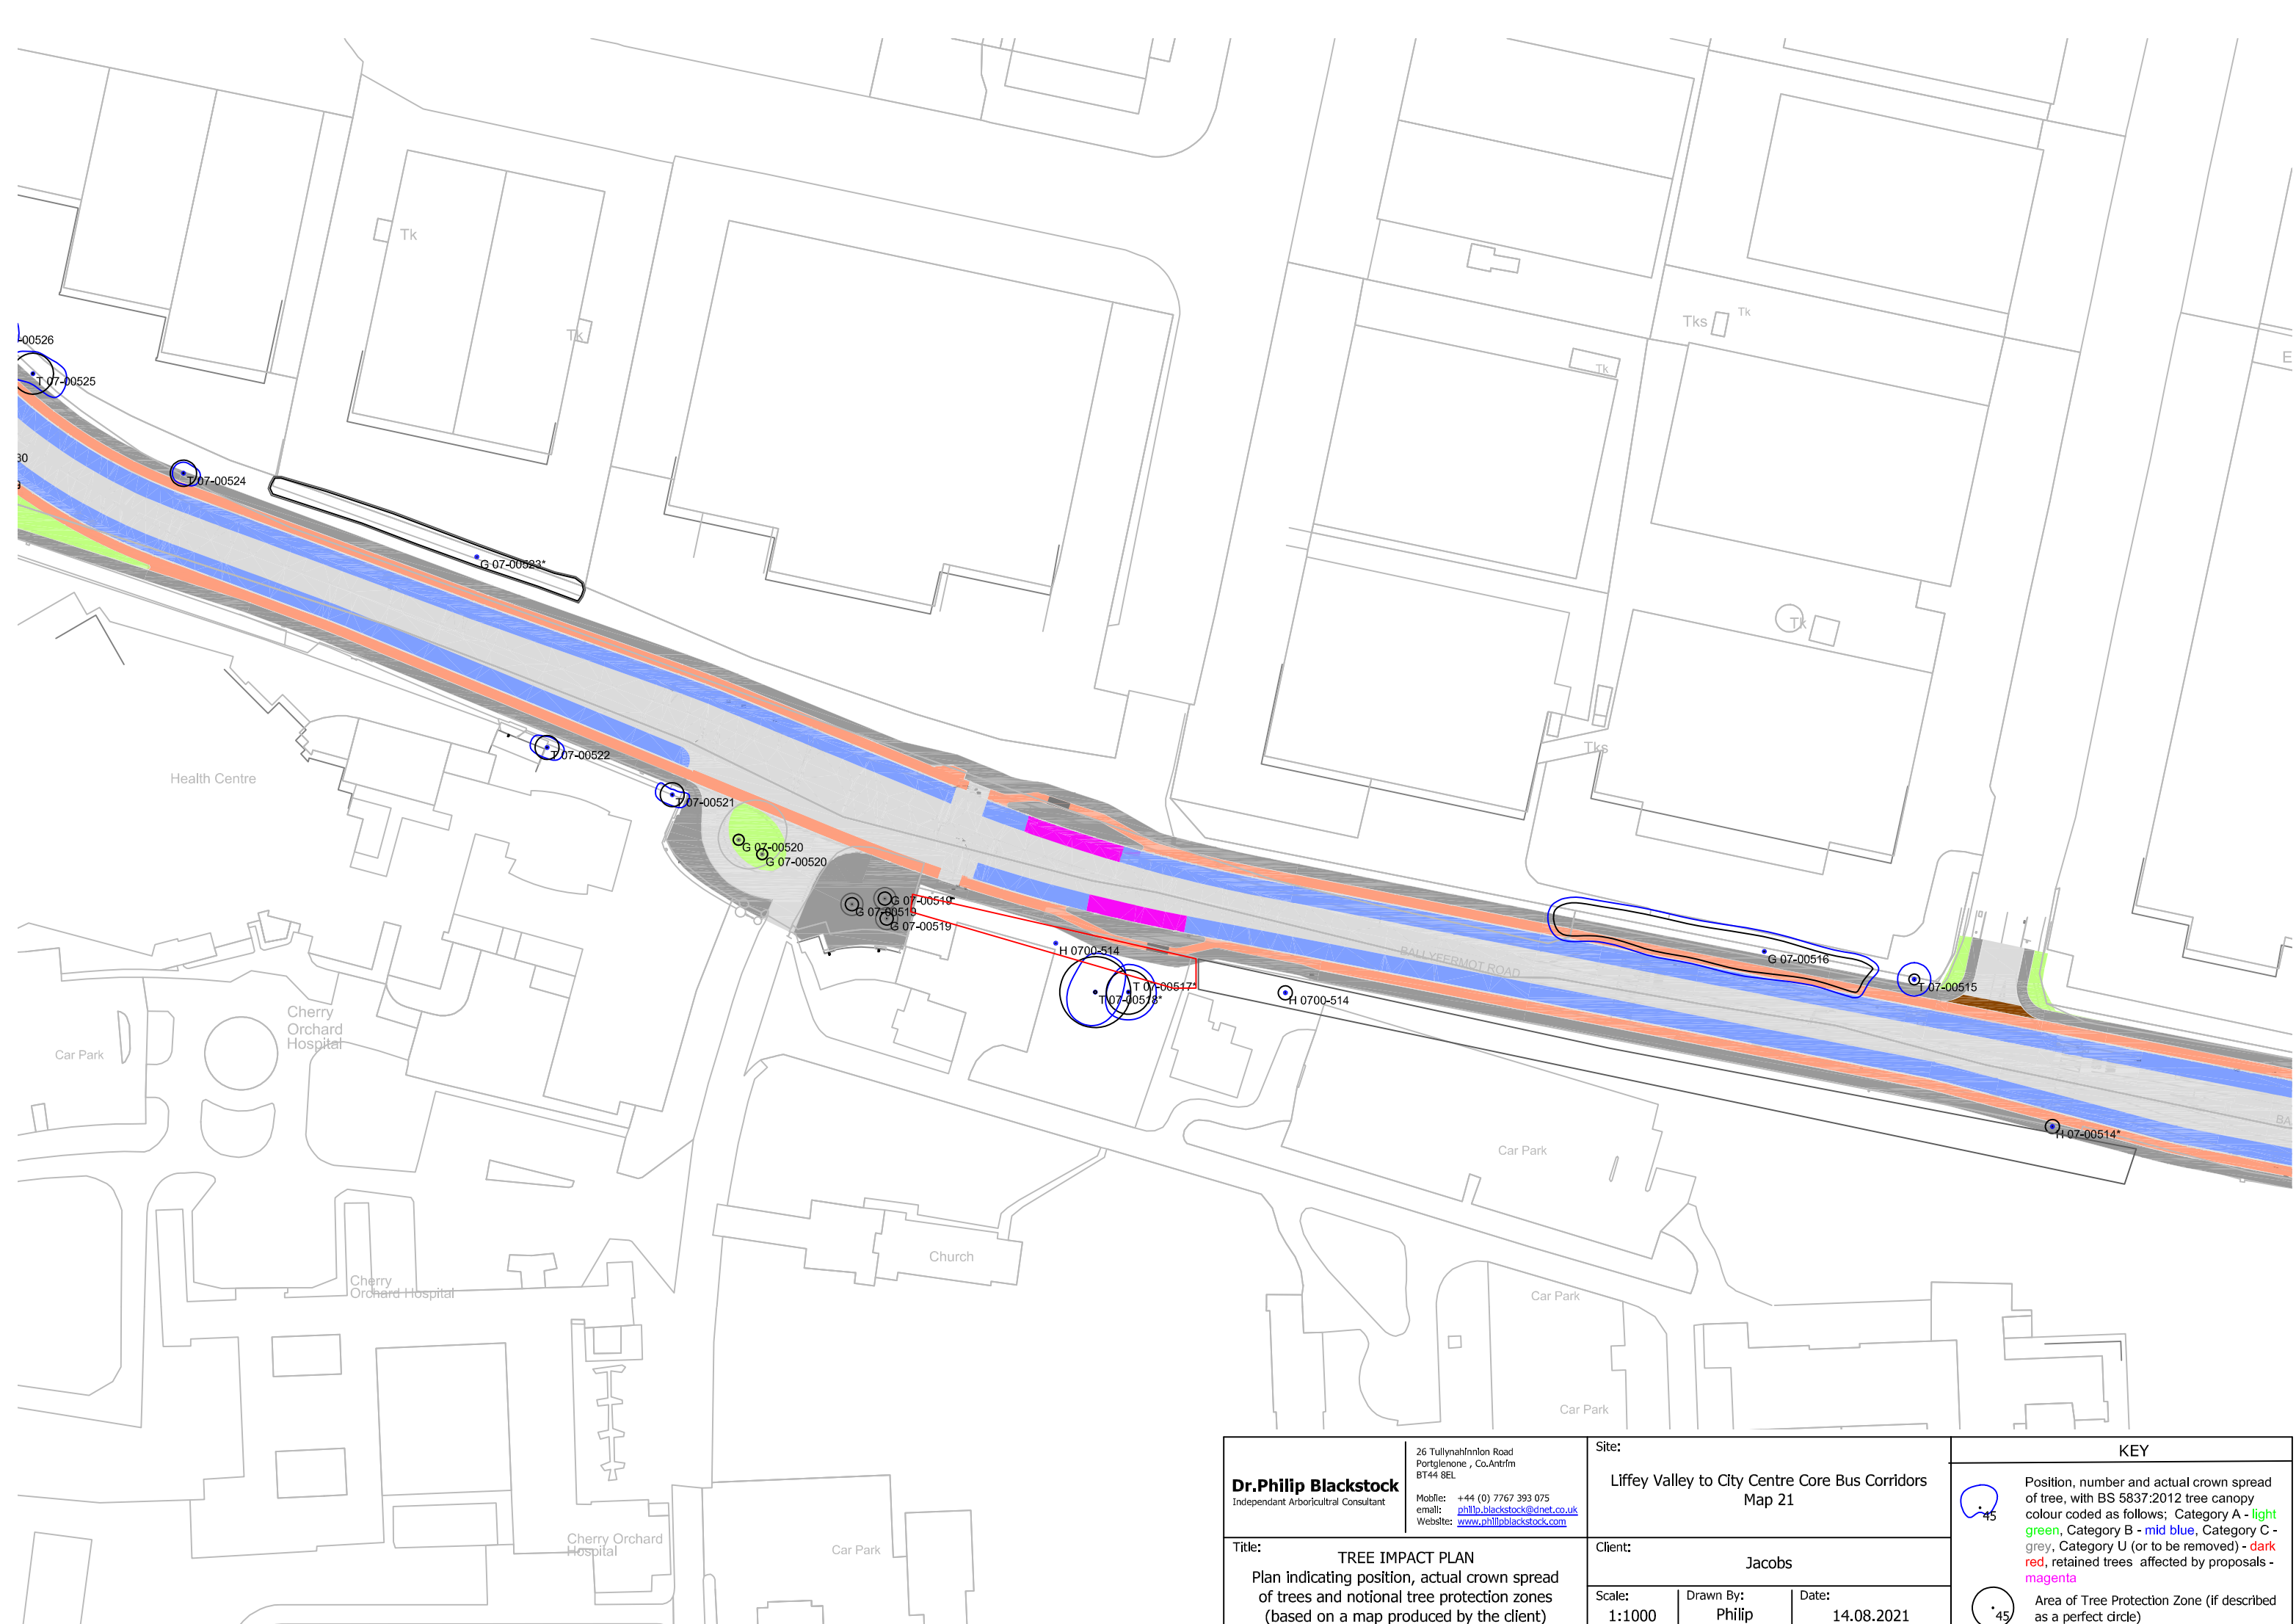 Tk
Tk
Tks
Tk
Tk
E
-00526
T 07-00525
30
T 07-00524
G 07-00523*
Tk
Tks
Health Centre
T 07-00522
T 07-00521
G 07-00520
G 07-00520
G 07-00519*
G 07-00519
G 07-00519
H 0700-514
BALLYFERMOT ROAD
G 07-00516
T 07-00517*
T 07-00518*
H 0700-514
T 07-00515
Cherry
Orchard
Hospital
Car Park
BA
H 07-00514*
Car Park
Church
Cherry
Orchard Hospital
Car Park
Car Park
Cherry Orchard
Hospital
Car Park
Dr.Philip Blackstock
Independant Arboricultral Consultant
26 Tullynahinnion Road
Portglenone , Co.Antrim
BT44 8EL
Mobile: +44 (0) 7767 393 075
email: philip.blackstock@dnet.co.uk
Website: www.philipblackstock.com
Title:
TREE IMPACT PLAN
Plan indicating position, actual crown spread
of trees and notional tree protection zones
(based on a map produced by the client)
Site:
Liffey Valley to City Centre Core Bus Corridors
Map 21
Client:
Jacobs
Scale:
1:1000
Drawn By:
Philip
Date:
14.08.2021
KEY
45
Position, number and actual crown spread
of tree, with BS 5837:2012 tree canopy
colour coded as follows; Category A - light
green, Category B - mid blue, Category C -
grey, Category U (or to be removed) - dark
red, retained trees affected by proposals -
magenta
45
Area of Tree Protection Zone (if described
as a perfect circle)